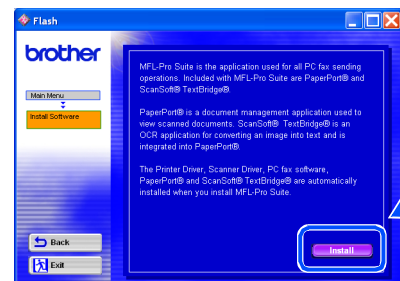 Flash
brother
Main Menu
Install Software
MFL-Pro Suite is the application used for all PC fax sending
operations. Included with MFL-Pro Suite are PaperPort® and
ScanSoft® TextBridge®.
PaperPort® is a document management application used to
view scanned documents. ScanSoft® TextBridge® is an
OCR application for converting an image into text and is
integrated into PaperPort®.
The Printer Driver, Scanner Driver, PC fax software,
PaperPort® and ScanSoft® TextBridge® are automatically
installed when you install MFL-Pro Suite.
Back
Install
Exit